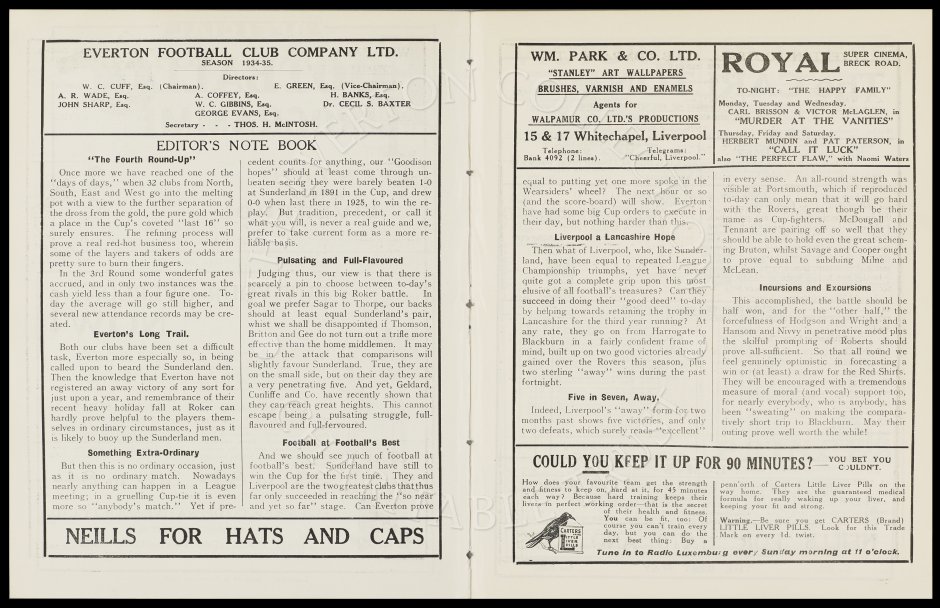 EVERTON FOOTBALL CLUB COMPANY LTD.
SEASON 1934-35.
Directors:
W. C. CUFF, Esq. (Chairman). E. GREEN, Esq. (Vice-Chairman),
A. R. WADE, Esq. A. COFFEY, Esq. H. BANKS, Esq.
JOHN SHARP, Esq. W. C. GIBBINS, Esq. Dr. CECIL S. BAXTER
GEORGE EVANS, Esq.
Secretary - - - THOS. H. McINTOSH.
EDITOR'S NOTE BOOK
"The Fourth Round-Up"
Once more we have reached one of the
"days of days," when 32 clubs from North,
South, East and West go into the melting
pot with a view to the further separation of
the dross from the gold, the pure gold which
a place in the Cup's coveted "last 16" so
surely ensures. The refining process will
prove a real red-hot business too, wherein
some of the layers and takers of odds are
pretty sure to burn their fingers.
In the 3rd Round some wonderful gates
accrued, and in only two instances was the
cash yield less than a four figure one. To-
day the average will go still higher, and
several new attendance records may be cre-
ated.
Everton's Long Trail.
Both our clubs have been set a difficult
task, Everton more especially so, in being
called upon to beard the Sunderland den.
Then the knowledge that Everton have not
registered an away victory of any sort for
just upon a year, and remembrance of their
recent heavy holiday fall at Roker can
hardly prove helpful to the players them-
selves in ordinary circumstances, just as it
is likely to buoy up the Sunderland men.
Something Extra-Ordinary
But then this is no ordinary occasion, just
as it is no ordinary match. Nowadays
nearly anything can happen in a League
meeting; in a gruelling Cup-tie it is even
more so "anybody's match." Yet if pre-
cedent counts for anything, our "Goodison
hopes" should at least come through un-
beaten seeing they were barely beaten 1-0
at Sunderland in 1891 in the Cup, and drew
0-0 when last there in 1925, to win the re-
play. But tradition, precedent, or call it
what you will, is never a real guide and we,
prefer to take current form as a more re-
liable basis.
Pulsating and Full-Flavoured
Judging thus, our view is that there is
scarcely a pin to choose between to-day's
great rivals in this big Roker battle. In
goal we prefer Sagar to Thorpe, our backs
should at least equal Sunderland's pair,
whist we shall be disappointed if Thomson,
Britton and Gee do not turn out a trifle more
effective than the home middlemen. It may
be in the attack that comparisons will
slightly favour Sunderland. True, they are
on the small side, but on their day they are
a very penetrating five. And yet, Geldard,
Cunliffe and Co. have recently shown that
they can reach great heights. This cannot
escape being a pulsating struggle, full-
flavoured and full-fervoured.
Football at Football's Best
And we should see much of football at
football's best. Sunderland have still to
win the Cup for the first time. They and
Liverpool are the two greatest clubs that thus
far only succeeded in reaching the "so near
and yet so far" stage. Can Everton prove
NEILLS FOR HATS AND CAPS
WM. PARK & CO. LTD.
"STANLEY" ART WALLPAPERS
BRUSHES, VARNISH AND ENAMELS
Agents for
WALPAMUR CO. LTD.'S PRODUCTIONS
15 & 17 Whitechapel, Liverpool
Telephone: Telegrams:
Bank 4092 (2 lines). "Cheerful, Liverpool."
ROYAL SUPER CINEMA,
BRECK ROAD.
TO-NIGHT: "THE HAPPY FAMILY"
Monday, Tuesday and Wednesday.
CARL BRISSON & VICTOR McLAGLEN, in
"MURDER AT THE VANITIES"
Thursday, Friday and Saturday.
HERBERT MUNDIN and PAT PATERSON, in
"CALL IT LUCK"
also "THE PERFECT FLAW," with Naomi Waters
equal to putting yet one more spoke in the
Wearsiders' wheel? The next hour or so
(and the score-board) will show. Everton
have had some big Cup orders to execute in
their day, but nothing harder than this.
Liverpool a Lancashire Hope
Then what of Liverpool, who, like Sunder-
land, have been equal to repeated League
Championship triumphs, yet have never
quite got a complete grip upon this most
elusive of all football's treasures? Can they
succeed in doing their "good deed" to-day
by helping towards retaining the trophy in
Lancashire for the third year running? At
any rate, they go on from Harrogate to
Blackburn in a fairly confident frame of
mind, built up on two good victories already
gained over the Rovers this season, plus
two sterling "away" wins during the past
fortnight.
Five in Seven, Away,
Indeed, Liverpool's "away" form for two
months past shows five victories, and only
two defeats, which surely reads "excellent"
in every sense. An all-round strength was
visible at Portsmouth, which if reproduced
to-day can only mean that it will go hard
with the Rovers, great though be their
name as Cup-fighters. McDougall and
Tennant are pairing off so well that they
should be able to hold even the great schem-
ing Bruton, whilst Savage and Cooper ought
to prove equal to subduing Milne and
McLean.
Incursions and Excursions
This accomplished, the battle should be
half won, and for the "other half," the
forcefulness of Hodgson and Wright and a
Hanson and Nivvy in penetrative mood plus
the skilful prompting of Roberts should
prove all-sufficient. So that all round we
feel genuinely optimistic in forecasting a
win or (at least) a draw for the Red Shirts.
They will be encouraged with a tremendous
measure of moral (and vocal) support too,
for nearly everybody, who is anybody, has
been "sweating" on making the compara-
tively short trip to Blackburn. May their
outing prove well worth the while!
COULD YOU KEEP IT UP FOR 90 MINUTES?— YOU BET YOU
COULDN'T.
How does your favourite team get the strength
and fitness to keep on, hard at it, for 45 minutes
each way? Because hard training keeps their
livers in perfect working order—that is the secret
of their health and fitness.
You can be fit, too. Of
course you can't train every
day, but you can do the
next best thing: Buy a
CARTERS
LITTLE
LIVER
PILLS
penn'orth of Carters Little Liver Pills on the
way home. They are the guaranteed medical
formula for really waking up your liver, and
keeping your fit and strong.
Warning.—Be sure you get CARTERS (Brand)
LITTLE LIVER PILLS. Look for this Trade
Mark on every 1d. twist.
Tune in to Radio Luxemburg every Sunday morning at 11 o'clock.